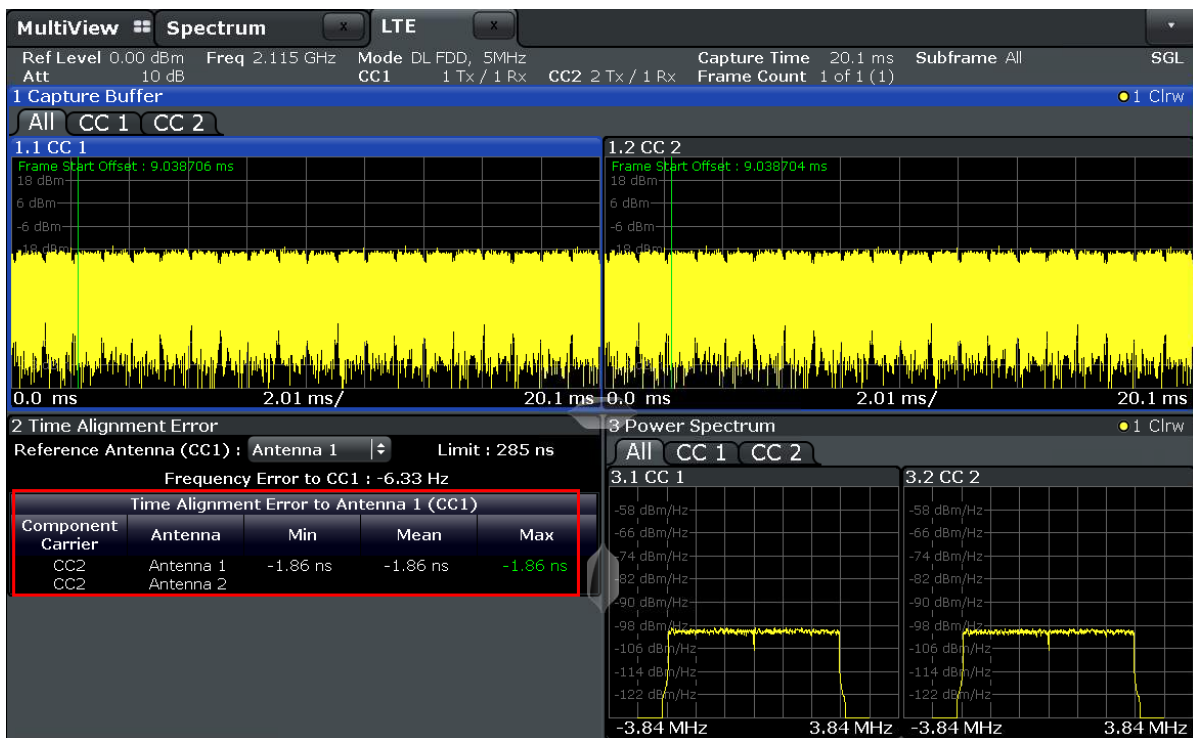 MultiView Spectrum x LTE x
Ref Level 0.00 dBm Freq 2.115 GHz Mode DL FDD, 5MHz Capture Time 20.1 ms Subframe All SGL
Att 10 dB CC1 1 Tx / 1 Rx CC2 2 Tx / 1 Rx Frame Count 1 of 1 (1)
1 Capture Buffer 1 Clrw
All CC 1 CC 2
1.1 CC 1
Frame Start Offset : 9.038706 ms
18 dBm
6 dBm
-6 dBm
-18 dBm
0.0 ms 2.01 ms/ 20.1 ms
1.2 CC 2
Frame Start Offset : 9.038704 ms
18 dBm
6 dBm
-6 dBm
-18 dBm
0.0 ms 2.01 ms/ 20.1 ms
2 Time Alignment Error
Reference Antenna (CC1) : Antenna 1 Limit : 285 ns
Frequency Error to CC1 : -6.33 Hz
Time Alignment Error to Antenna 1 (CC1)
Component Carrier Antenna Min Mean Max
CC2 Antenna 1 -1.86 ns -1.86 ns -1.86 ns
CC2 Antenna 2
3 Power Spectrum 1 Clrw
All CC 1 CC 2
3.1 CC 1
-58 dBm/Hz
-66 dBm/Hz
-74 dBm/Hz
-82 dBm/Hz
-90 dBm/Hz
-98 dBm/Hz
-106 dBm/Hz
-114 dBm/Hz
-122 dBm/Hz
-3.84 MHz 3.84 MHz
3.2 CC 2
-58 dBm/Hz
-66 dBm/Hz
-74 dBm/Hz
-82 dBm/Hz
-90 dBm/Hz
-98 dBm/Hz
-106 dBm/Hz
-114 dBm/Hz
-122 dBm/Hz
-3.84 MHz 3.84 MHz